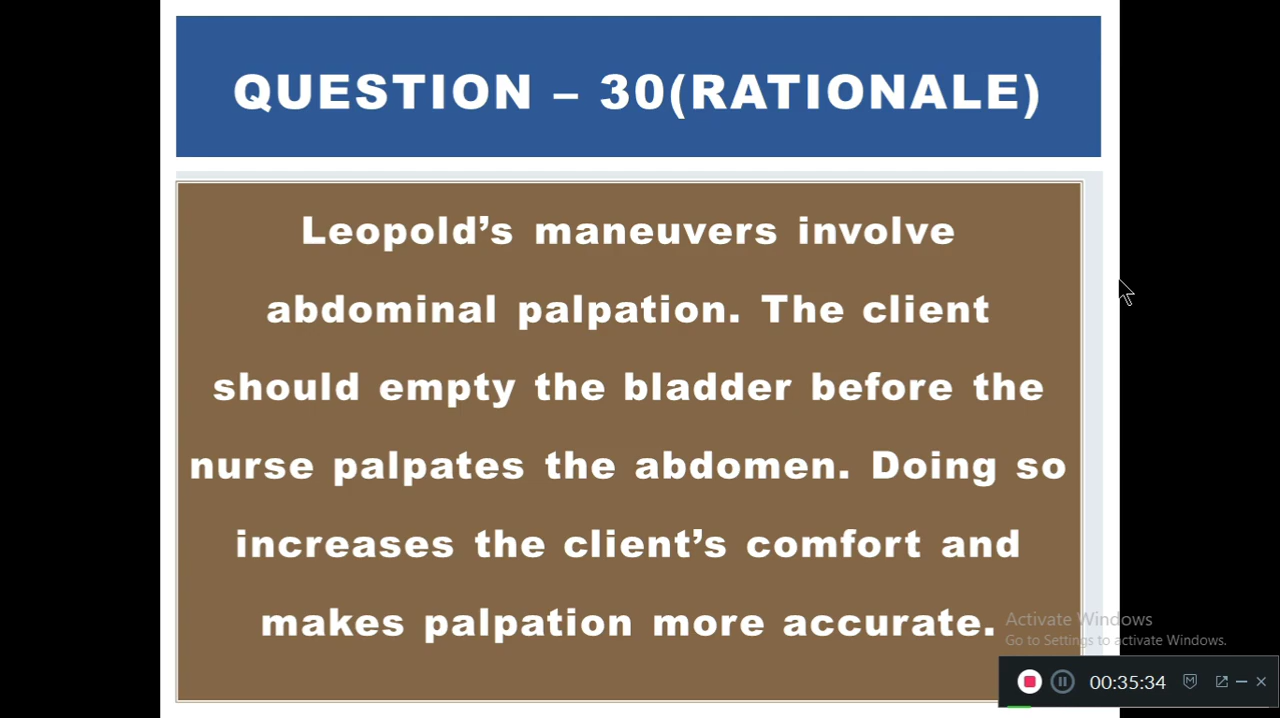 QUESTION – 30(RATIONALE)
Leopold’s maneuvers involve
abdominal palpation. The client
should empty the bladder before the
nurse palpates the abdomen. Doing so
increases the client’s comfort and
makes palpation more accurate.
Activate Windows
Go to Settings to activate Windows.
00:35:34